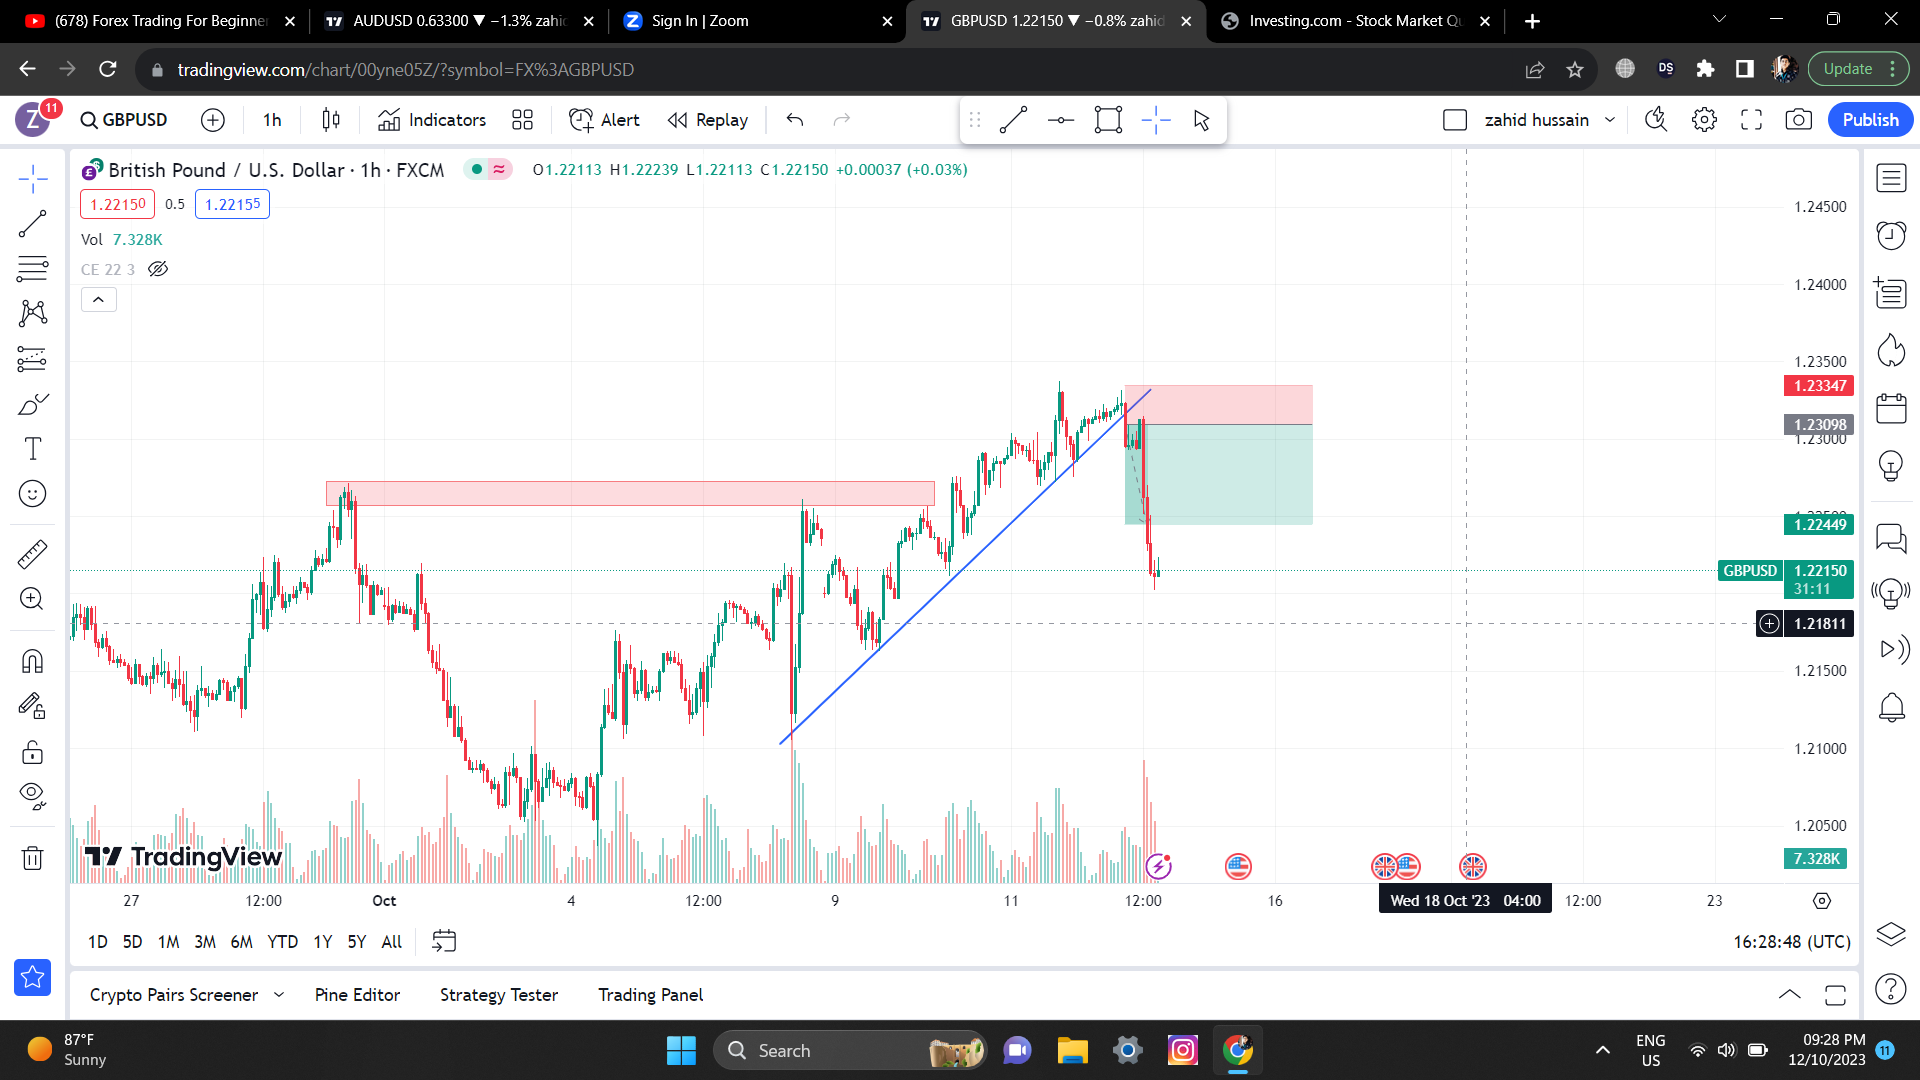 (678) Forex Trading For Beginne
AUDUSD 0.63300 ▼ −1.3% zahid
Sign In | Zoom
GBPUSD 1.22150 ▼ −0.8% zahid
Investing.com - Stock Market Qu
tradingview.com/chart/00yne05Z/?symbol=FX%3AGBPUSD
DS
Update
Z 11
GBPUSD
1h
Indicators
Alert
Replay
zahid hussain
Publish
British Pound / U.S. Dollar · 1h · FXCM
O1.22113 H1.22239 L1.22113 C1.22150 +0.00037 (+0.03%)
1.22150 0.5 1.22155
Vol 7.328K
CE 22 3
1.24500
1.24000
1.23500
1.23347
1.23098
1.23000
1.22449
GBPUSD 1.22150
31:11
1.21811
1.21500
1.21000
1.20500
7.328K
TradingView
27 12:00 Oct 4 12:00 9 11 12:00 16 Wed 18 Oct '23 04:00 12:00 23
1D 5D 1M 3M 6M YTD 1Y 5Y All
16:28:48 (UTC)
Crypto Pairs Screener
Pine Editor
Strategy Tester
Trading Panel
87°F
Sunny
Search
ENG
US
09:28 PM
12/10/2023
11